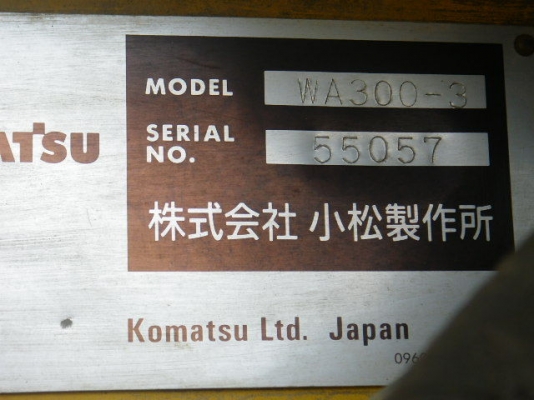 MODEL WA300-3
SERIAL NO. 55057
ATSU
株式会社 小松製作所
Komatsu Ltd. Japan
096